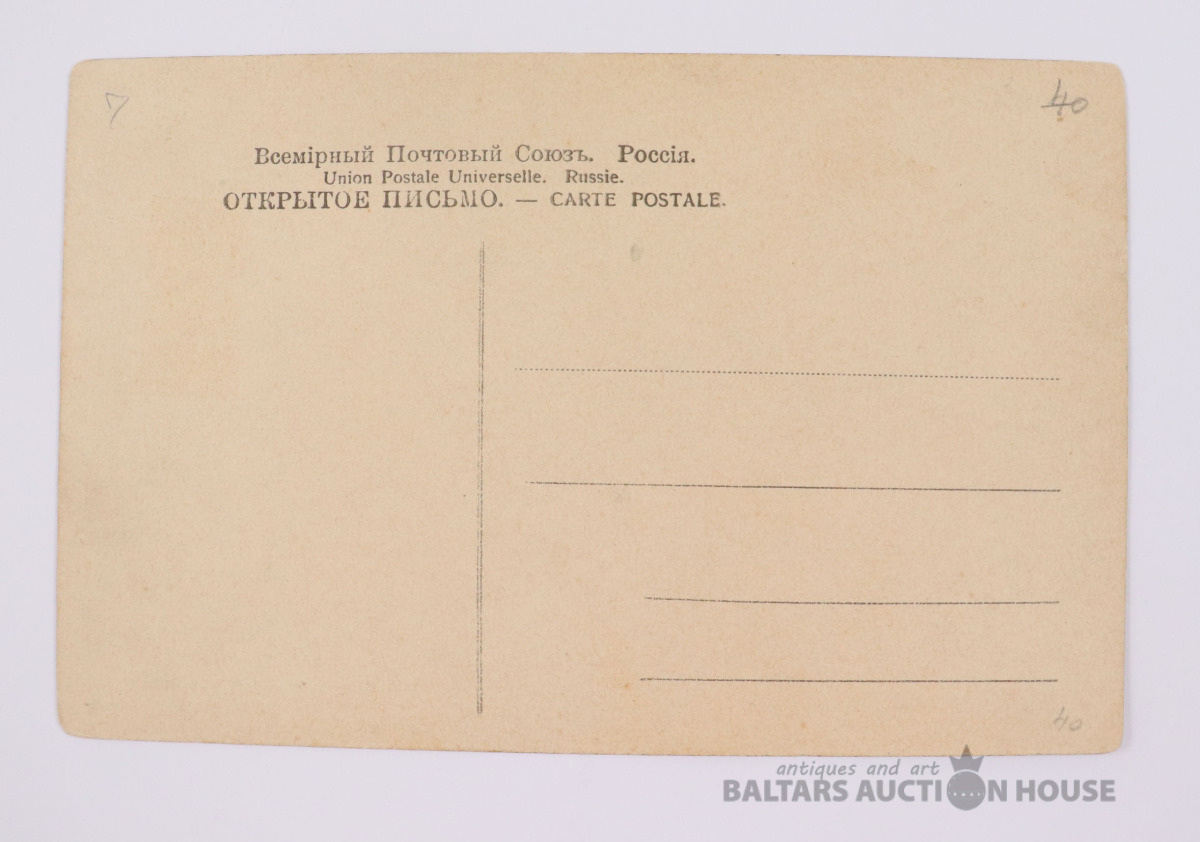 40
Всемірный Почтовый Союзъ. Россія.
Union Postale Universelle. Russie.
ОТКРЫТОЕ ПИСЬМО. — CARTE POSTALE.
40
antiques and art
BALTARS AUCTION HOUSE